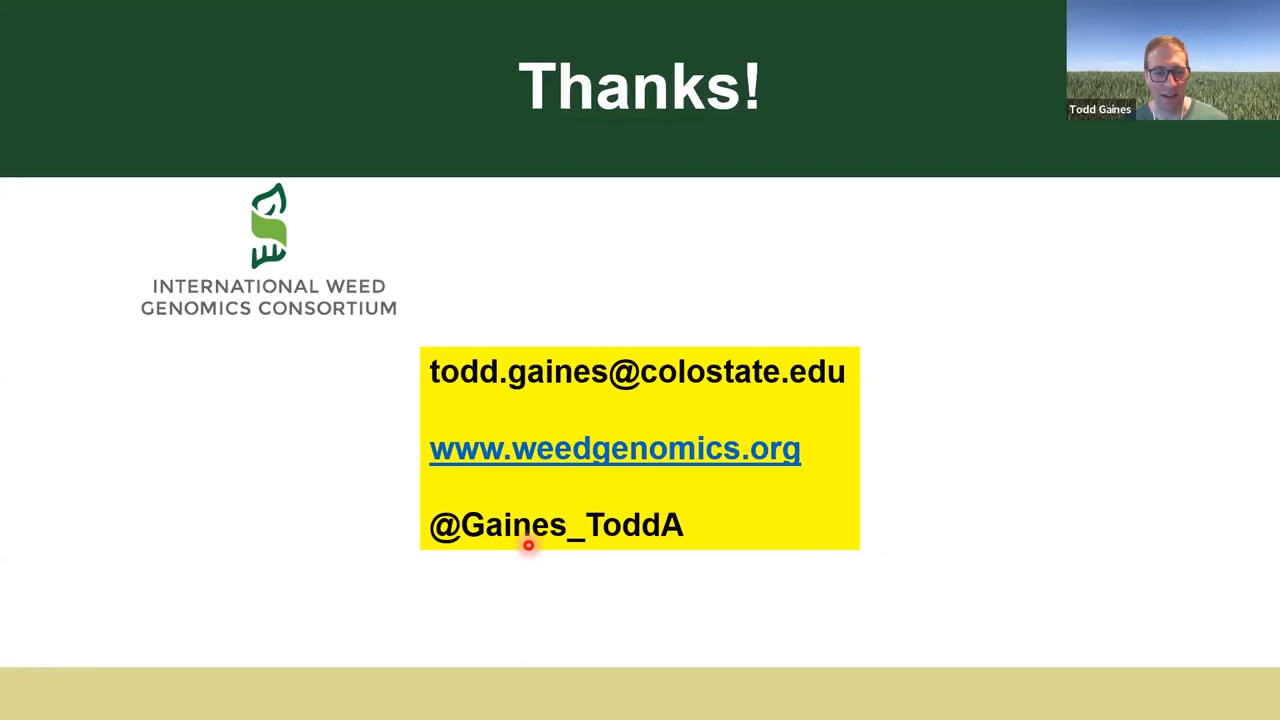 Thanks!
Todd Gaines
INTERNATIONAL WEED
GENOMICS CONSORTIUM
todd.gaines@colostate.edu
www.weedgenomics.org
@Gaines_ToddA